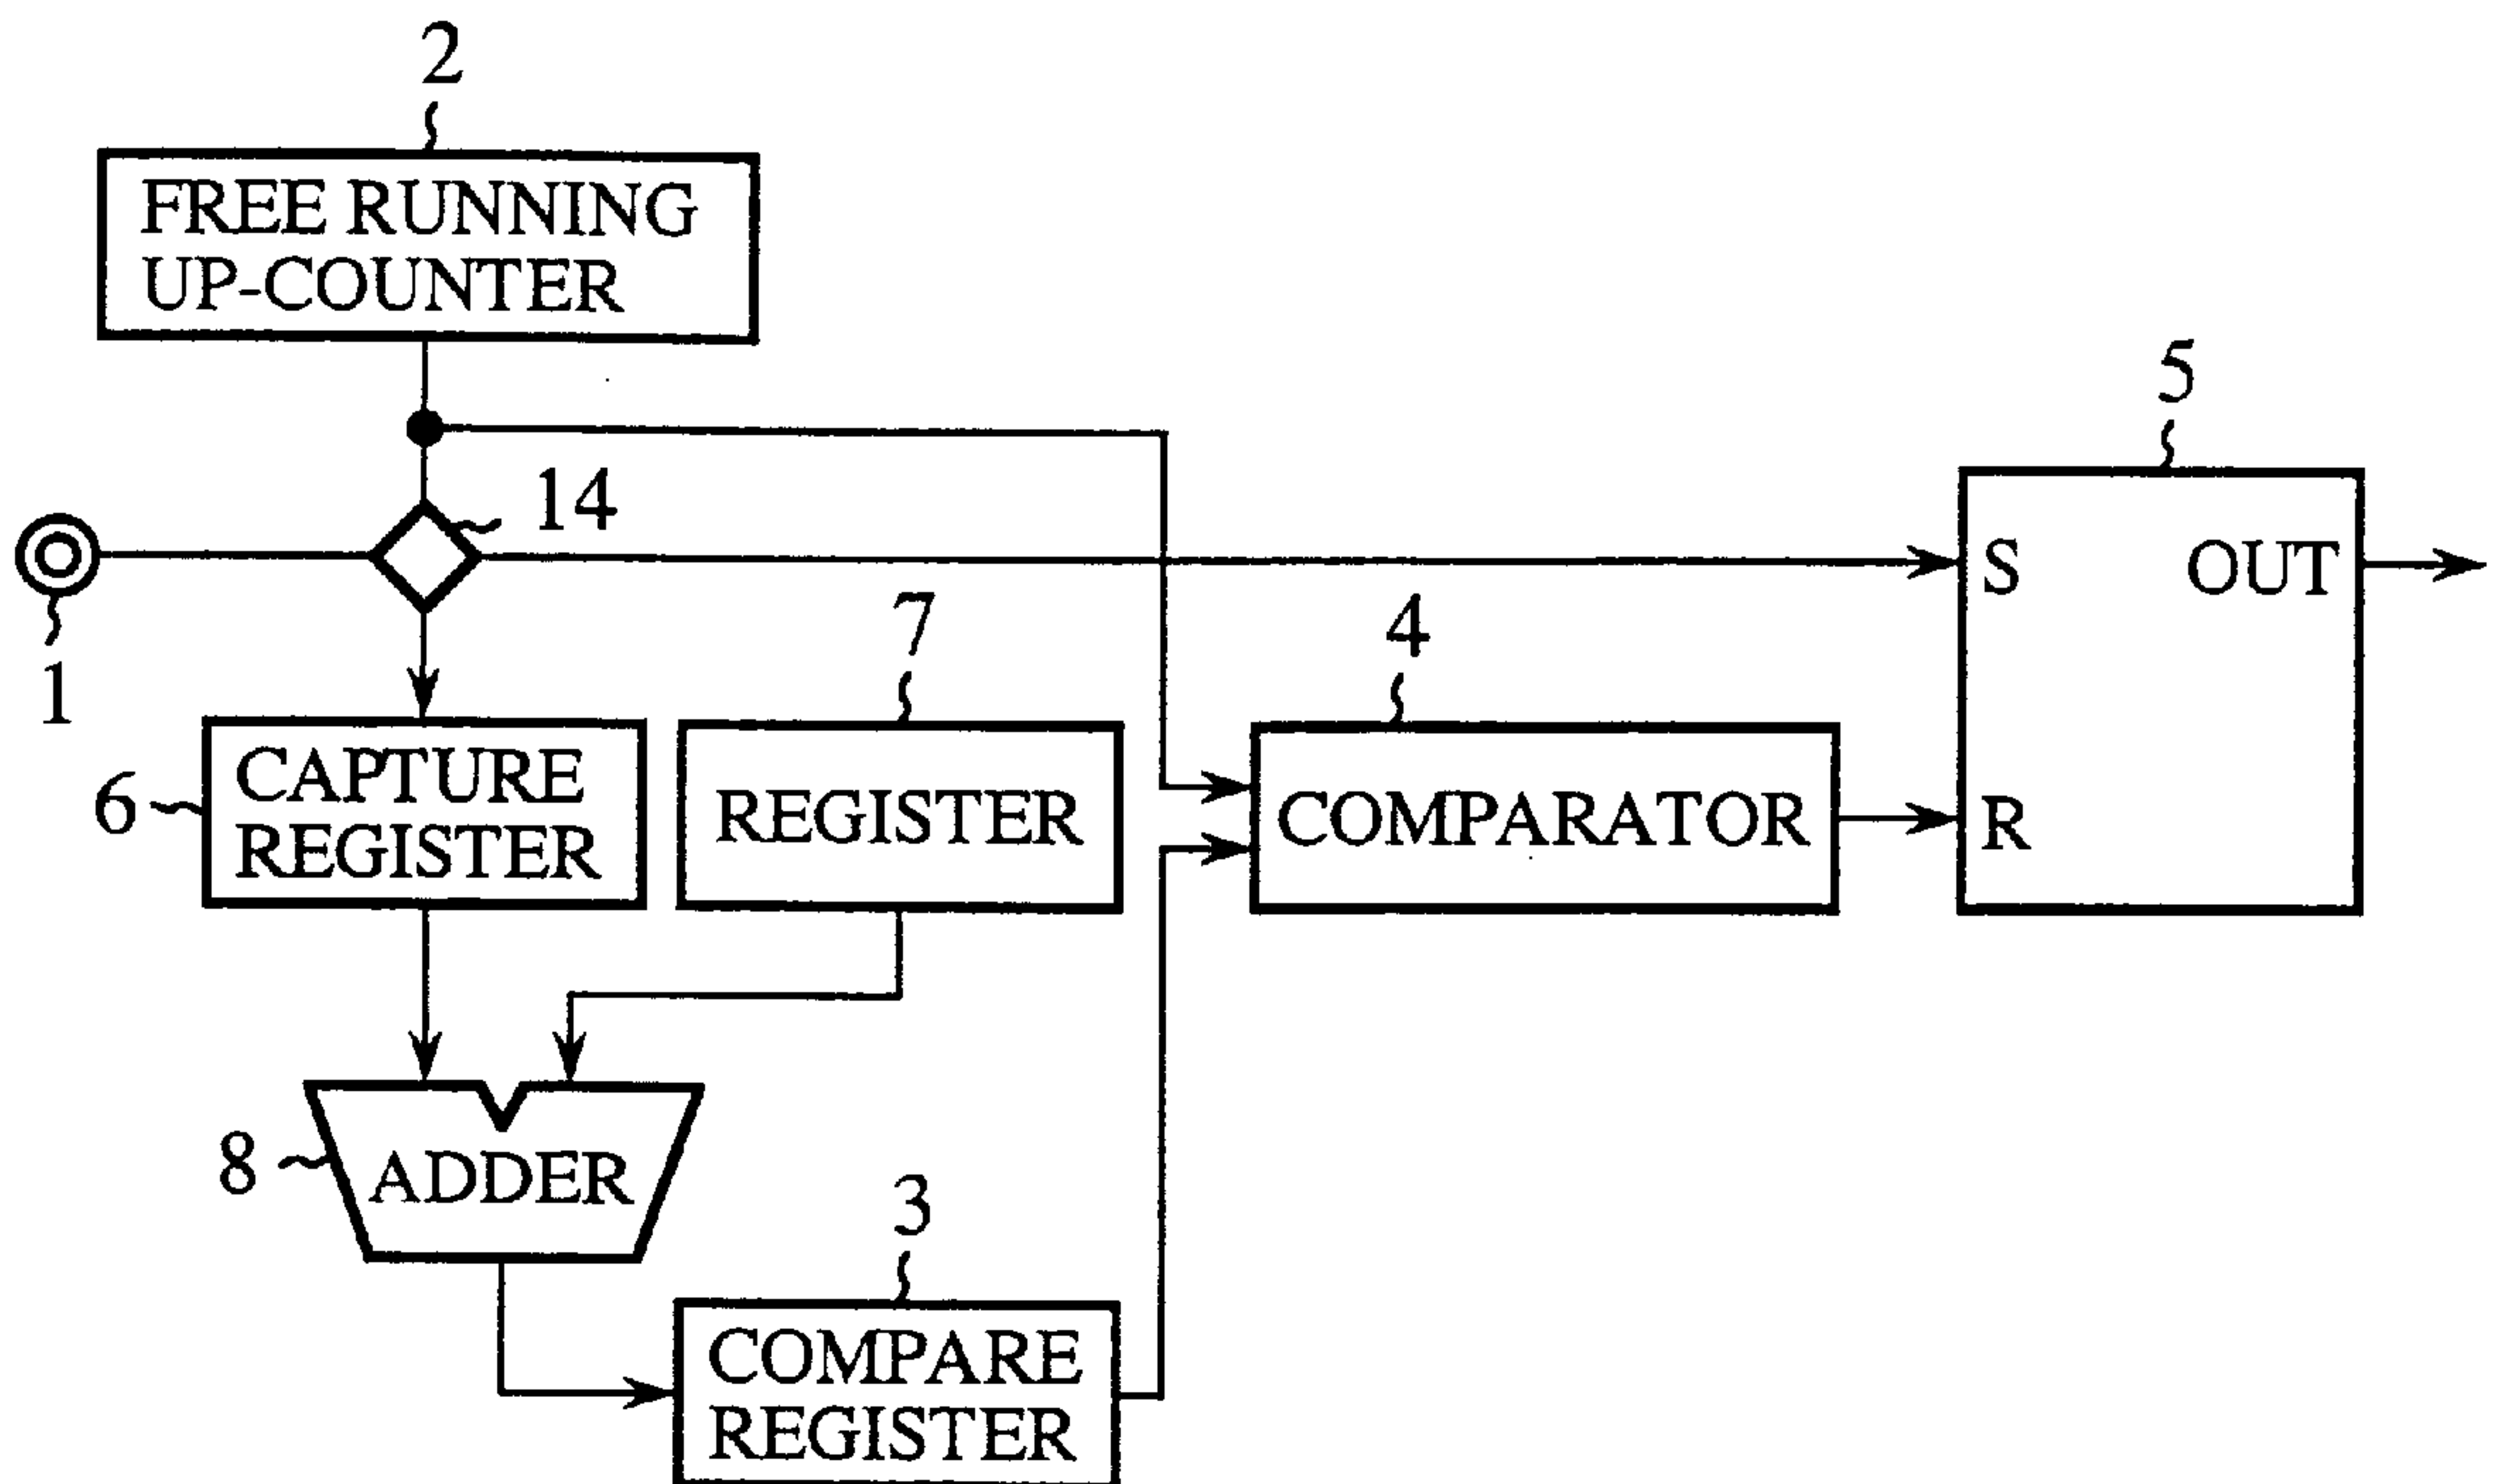 2
FREE RUNNING
UP-COUNTER
5
14
S OUT
1
7
4
6
CAPTURE
REGISTER
REGISTER
COMPARATOR
R
8
ADDER
3
COMPARE
REGISTER